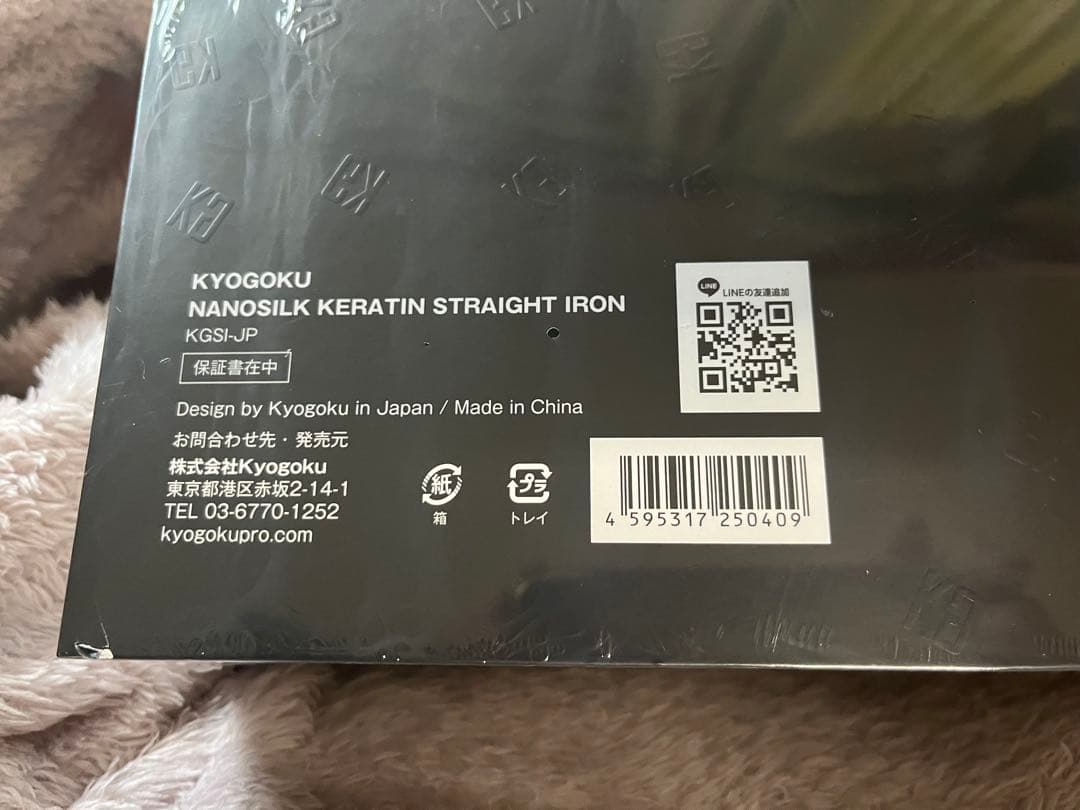 KYOGOKU
NANOSILK KERATIN STRAIGHT IRON
KGSI-JP
保証書在中
Design by Kyogoku in Japan / Made in China
お問合わせ先・発売元
株式会社Kyogoku
東京都港区赤坂2-14-1
TEL 03-6770-1252
kyogokupro.com
紙
箱
プラ
トレイ
LINE
LINEの友達追加
4 595317 250409